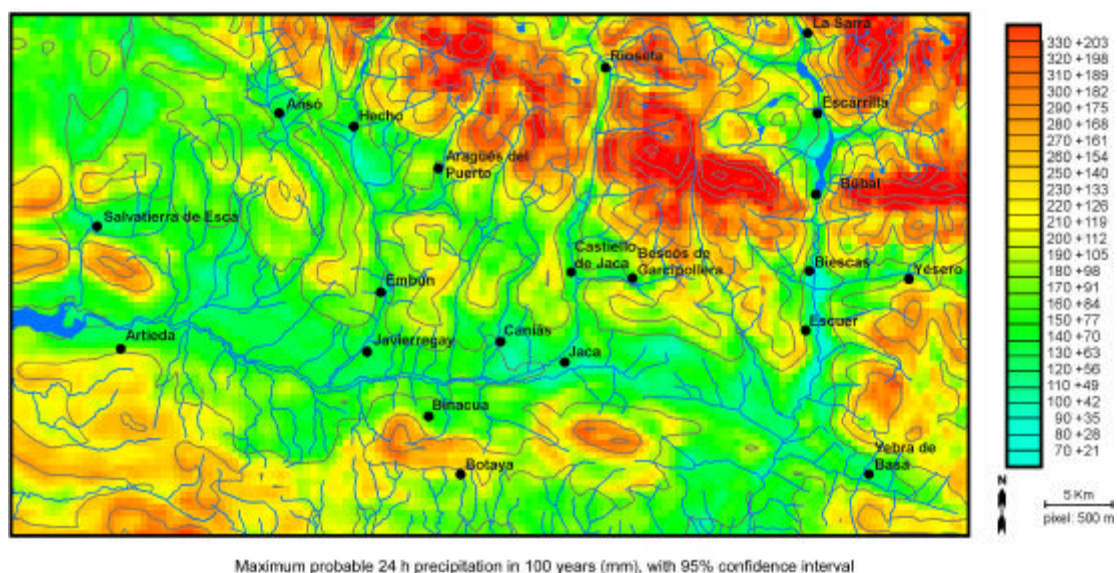 La Sarra
Rioseta
Ansó
Hecho
Escarrilla
Aragüés del
Puerto
Búbal
Salvatierra de Esca
Castiello
de Jaca
Bescós de
Garcipollera
Biescas
Yésero
Embún
Artieda
Javierregay
Caniás
Escuer
Jaca
Binacua
Botaya
Yebra de
Basa
330 +203
320 +198
310 +189
300 +182
290 +175
280 +168
270 +161
260 +154
250 +140
240 +133
230 +126
220 +119
210 +112
200 +105
190 +98
180 +91
170 +84
160 +77
150 +70
140 +63
130 +56
120 +49
110 +42
100 +35
90 +28
80 +21
70 +21
N
5 Km
pixel: 500 m
Maximum probable 24 h precipitation in 100 years (mm), with 95% confidence interval